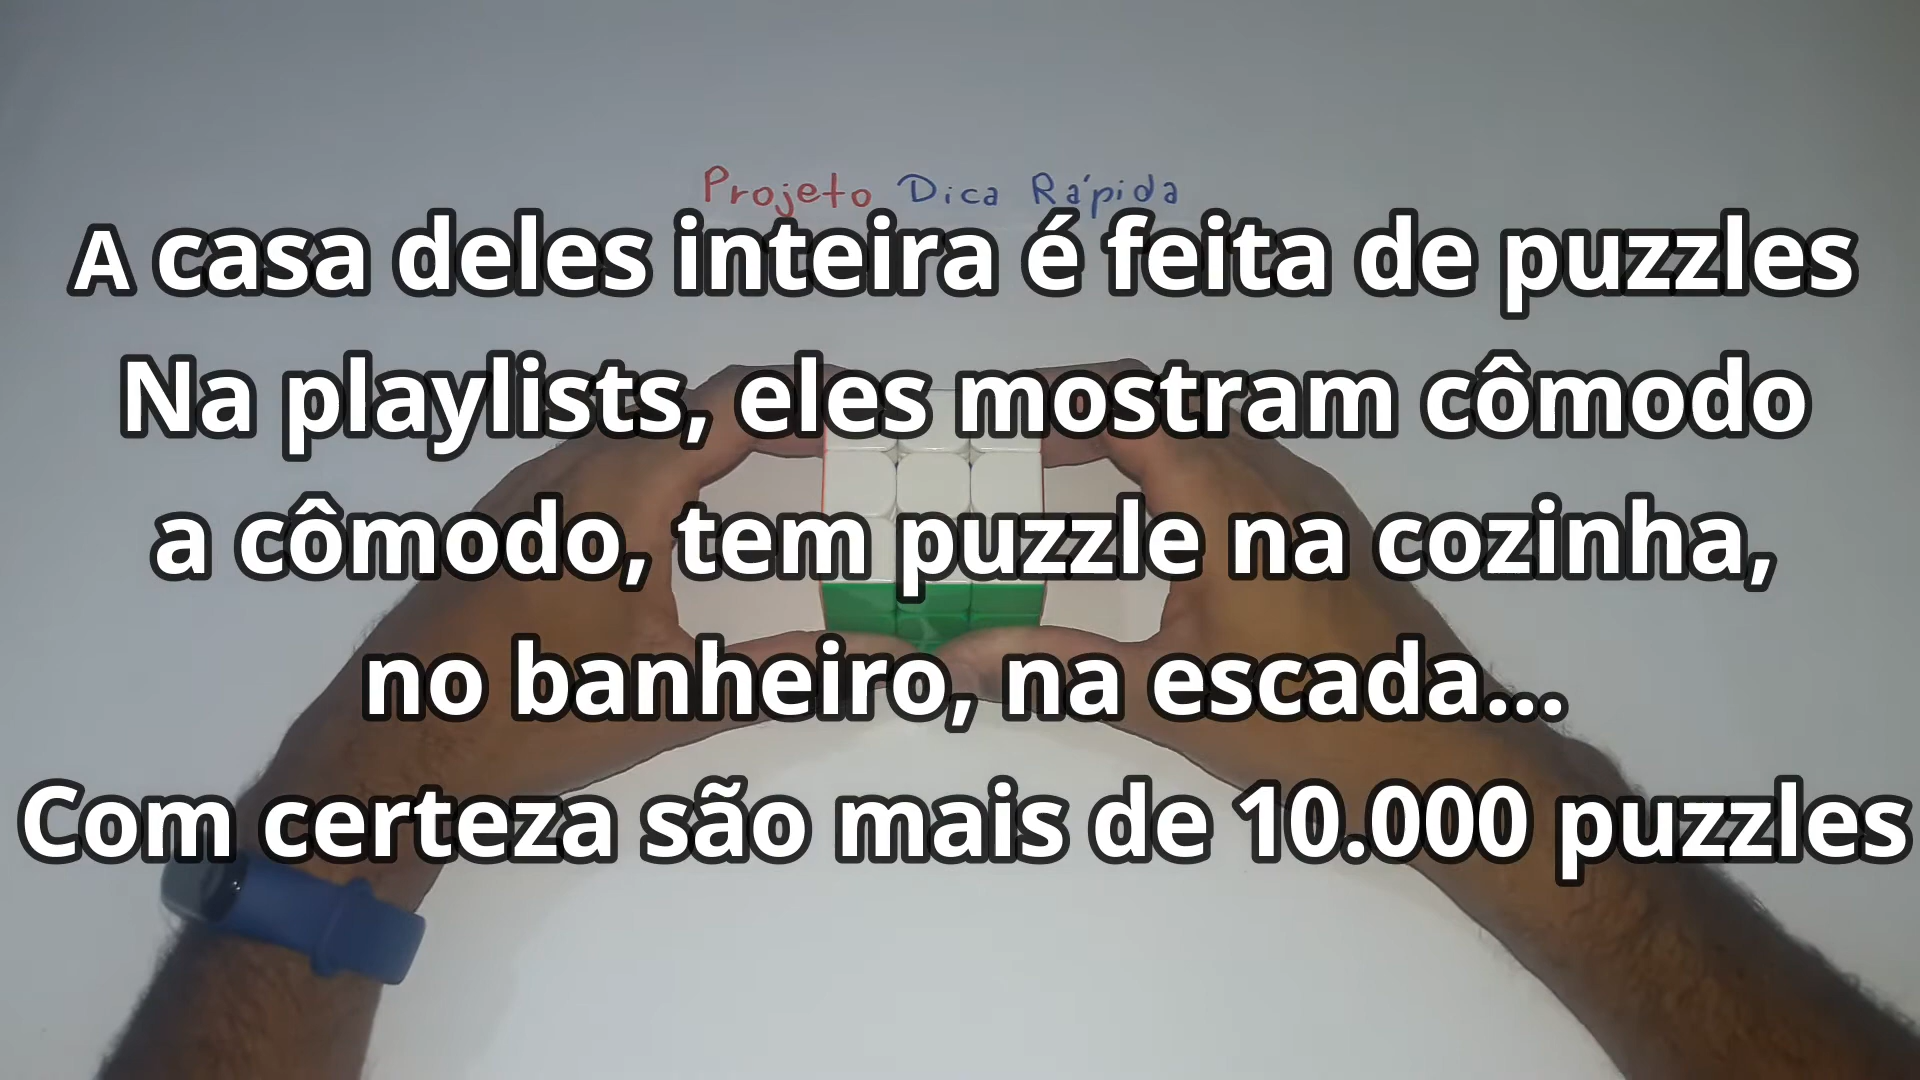 Projeto Dica Rápida
A casa deles inteira é feita de puzzles
Na playlists, eles mostram cômodo
a cômodo, tem puzzle na cozinha,
no banheiro, na escada...
Com certeza são mais de 10.000 puzzles